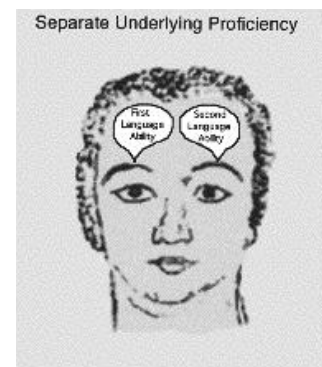 Separate Underlying Proficiency
First
Language
Ability
Second
Language
Ability